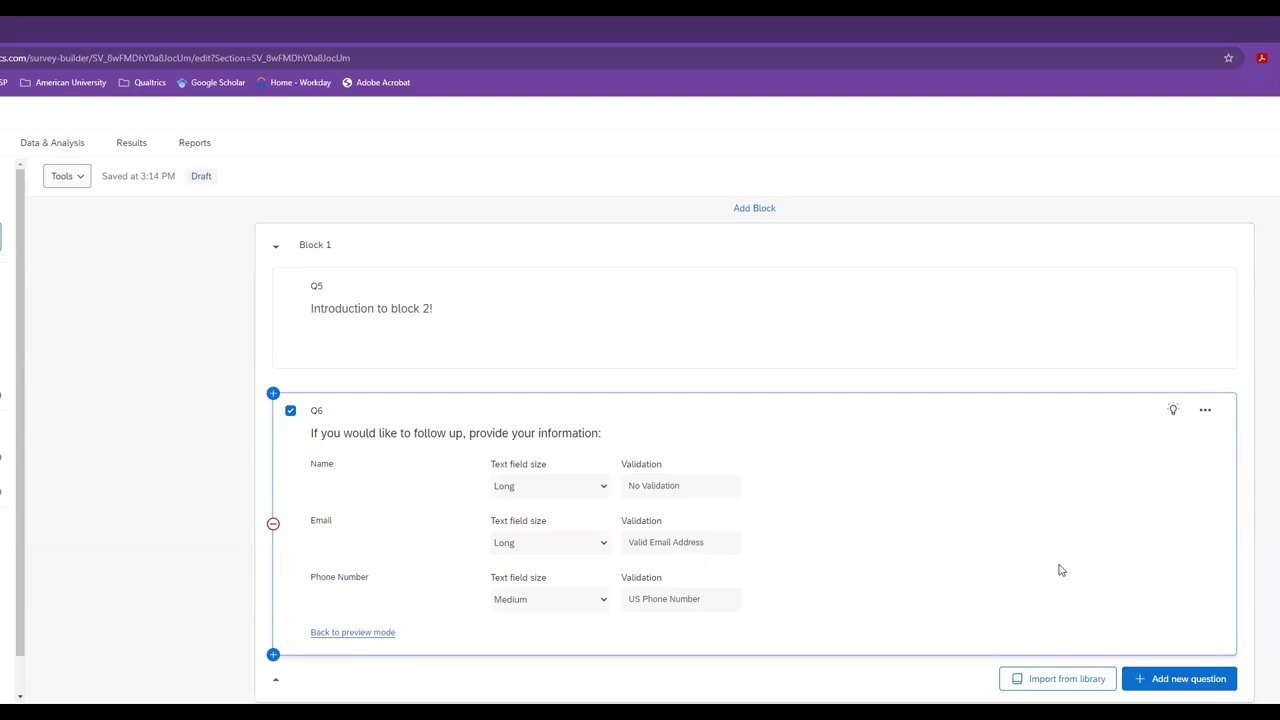 cs.com/survey-builder/SV_8wFMDhY0a8JocUm/edit?Section=SV_8wFMDhY0a8JocUm
SP American University Qualtrics Google Scholar Home - Workday Adobe Acrobat
Data & Analysis Results Reports
Tools Saved at 3:14 PM Draft
Add Block
Block 1
Q5
Introduction to block 2!
Q6
If you would like to follow up, provide your information:
Name Text field size Validation
Long No Validation
Email Text field size Validation
Long Valid Email Address
Phone Number Text field size Validation
Medium US Phone Number
Back to preview mode
Import from library + Add new question